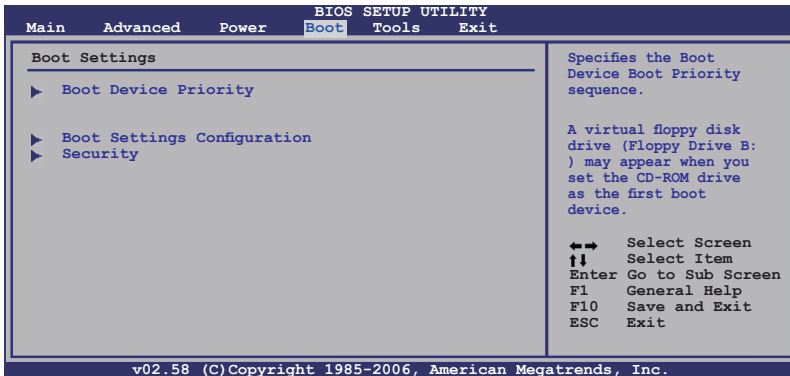 BIOS SETUP UTILITY
Main Advanced Power Boot Tools Exit
Boot Settings
Boot Device Priority
Boot Settings Configuration
Security
Specifies the Boot
Device Boot Priority
sequence.
A virtual floppy disk
drive (Floppy Drive B:
) may appear when you
set the CD-ROM drive
as the first boot
device.
←→ Select Screen
↑↓ Select Item
Enter Go to Sub Screen
F1 General Help
F10 Save and Exit
ESC Exit
v02.58 (C)Copyright 1985-2006, American Megatrends, Inc.